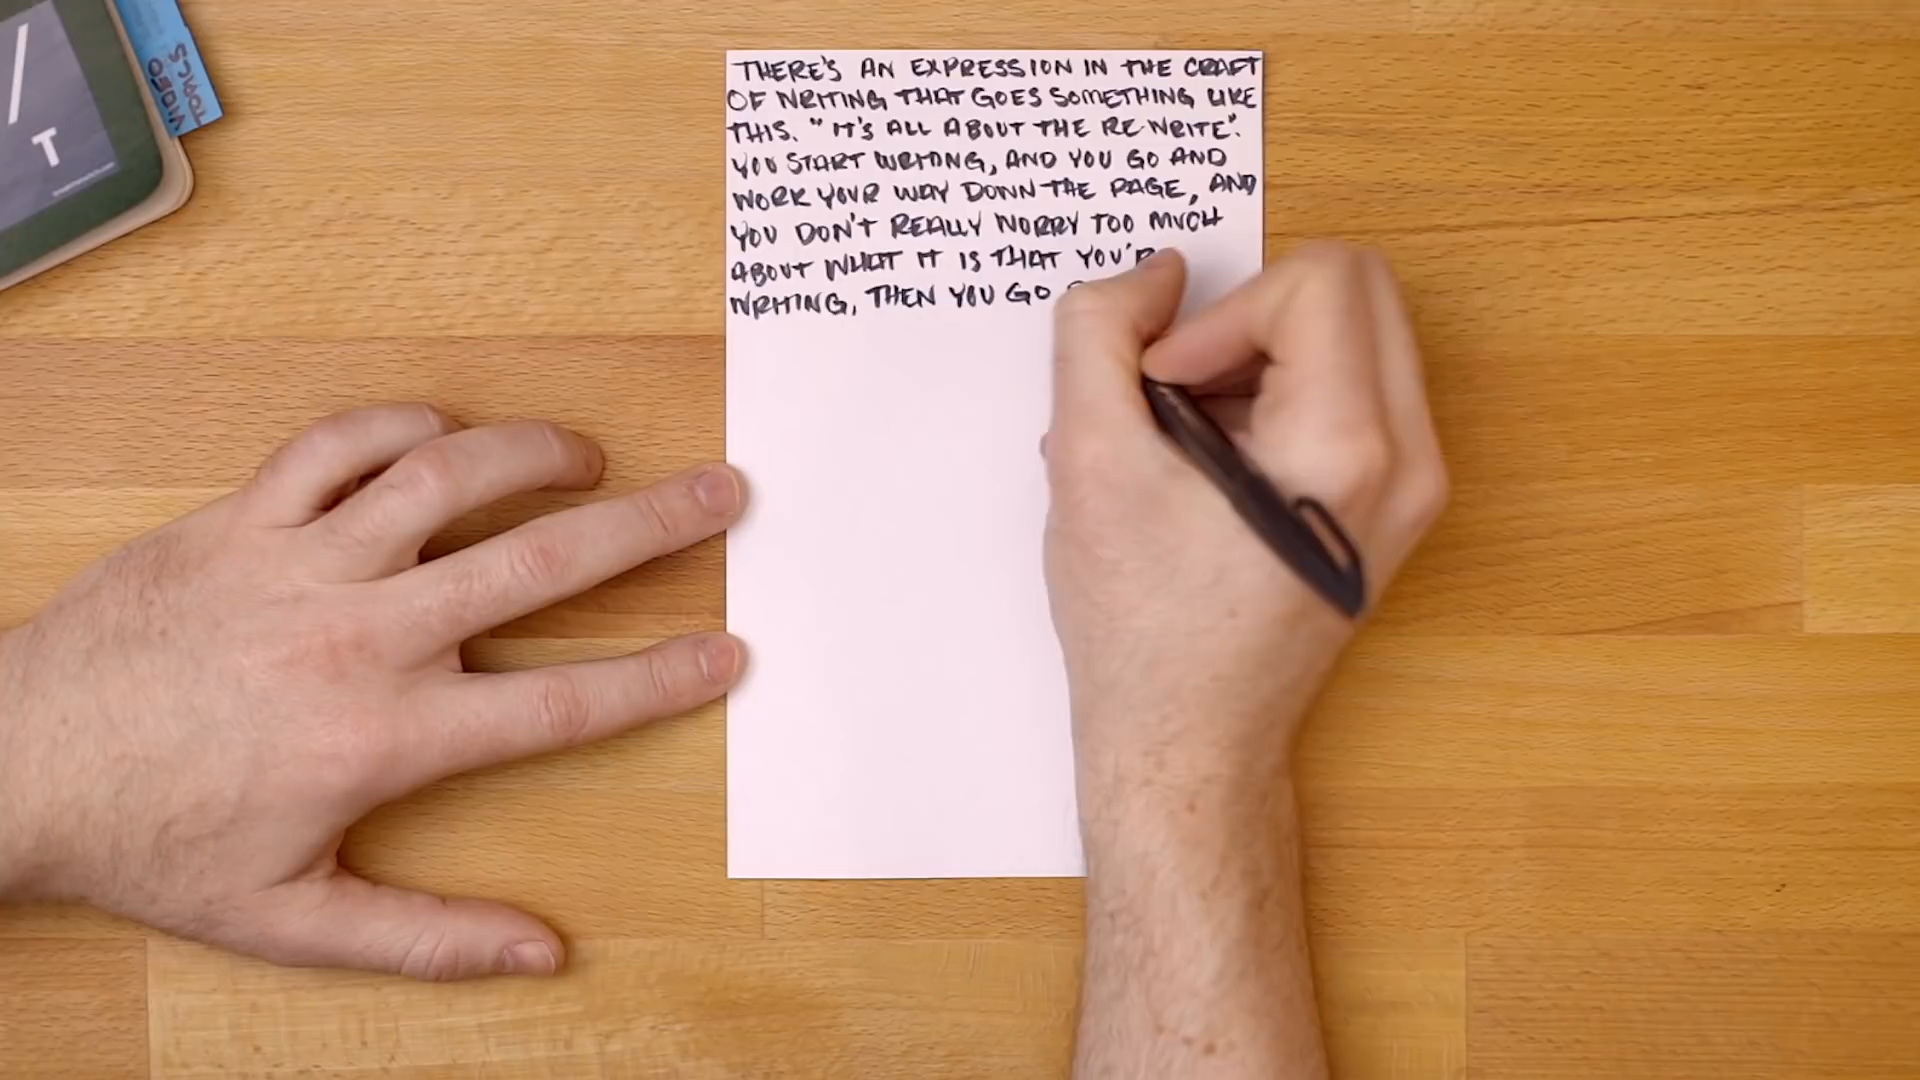 THERE'S AN EXPRESSION IN THE CRAFT
OF WRITING THAT GOES SOMETHING LIKE
THIS. "IT'S ALL ABOUT THE RE-WRITE".
YOU START WRITING, AND YOU GO AND
WORK YOUR WAY DOWN THE PAGE, AND
YOU DON'T REALLY WORRY TOO MUCH
ABOUT WHAT IT IS THAT YOU'R
WRITING, THEN YOU GO
VIDEO
TOPICS
T